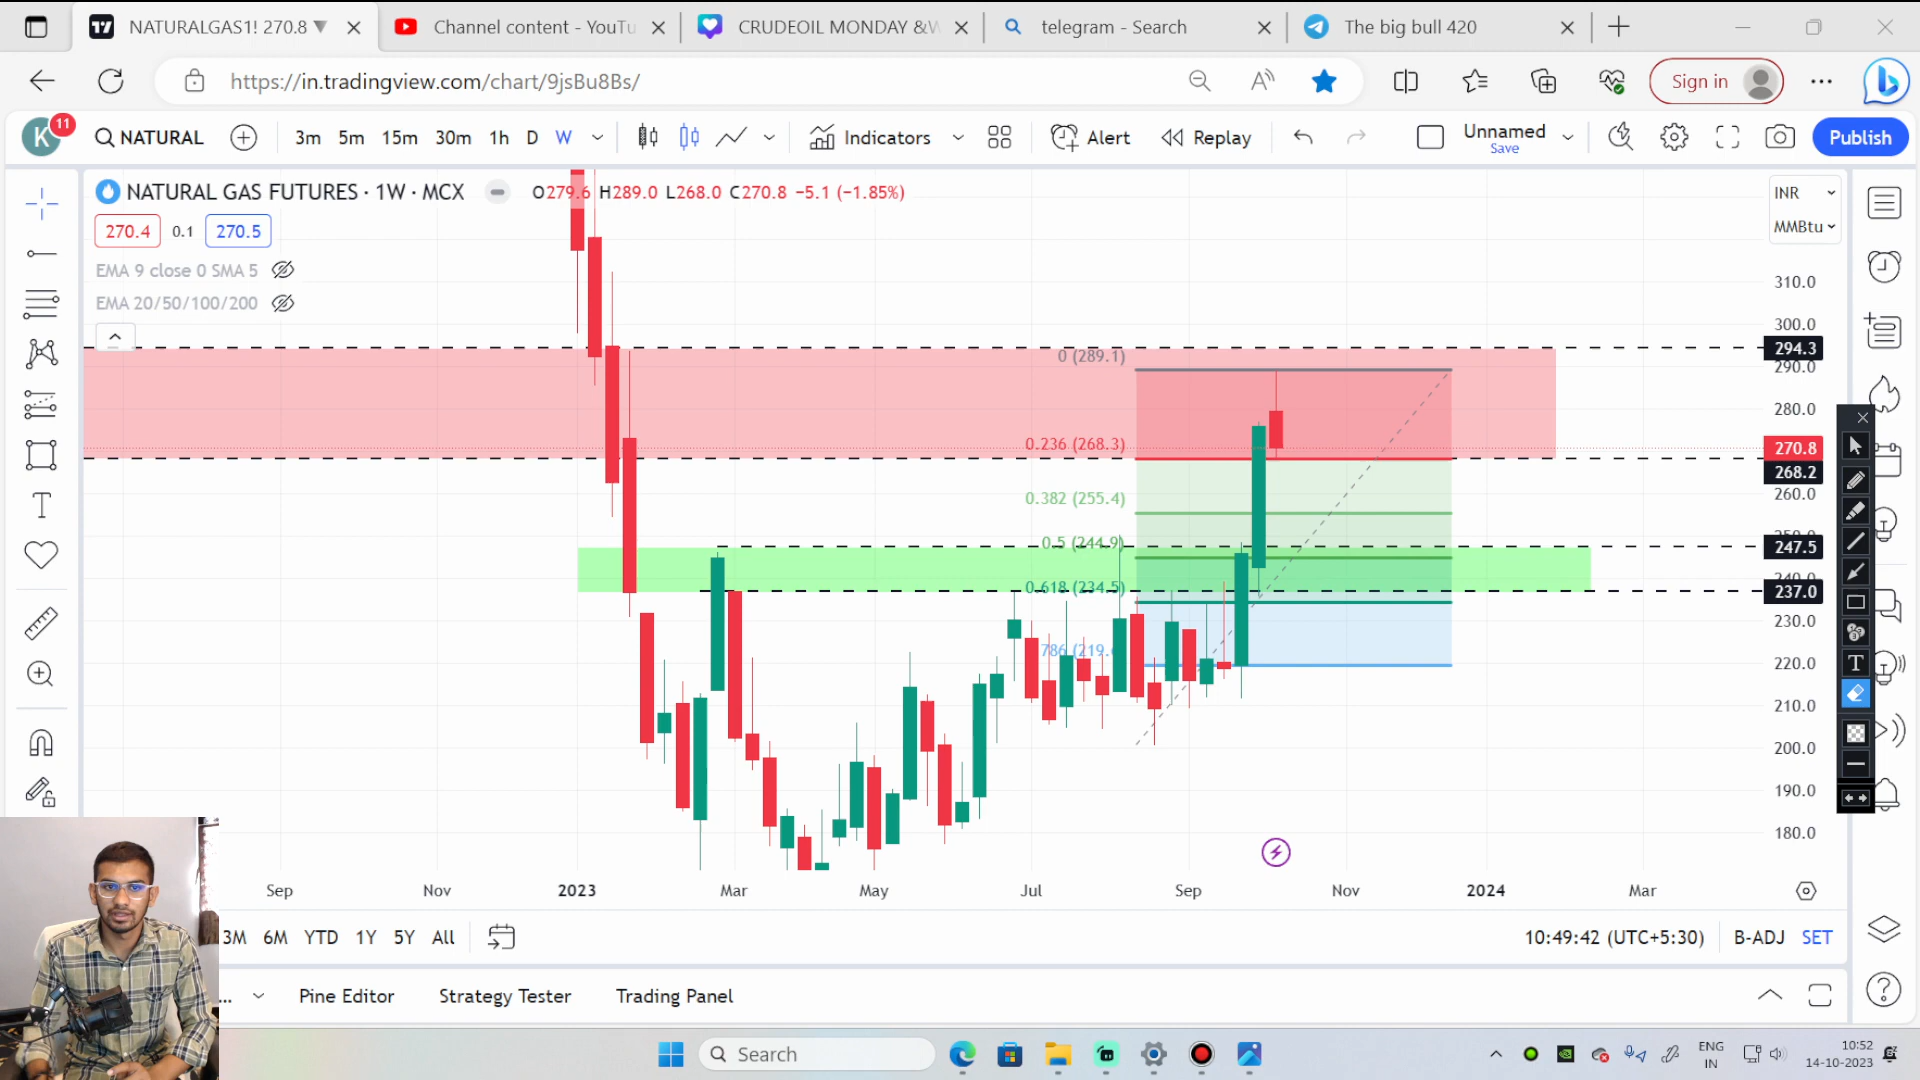 NATURALGAS1! 270.8 ▼
Channel content - YouTu
CRUDEOIL MONDAY &W
telegram - Search
The big bull 420
https://in.tradingview.com/chart/9jsBu8Bs/
Sign in
K
11
NATURAL
3m 5m 15m 30m 1h D W
Indicators
Alert
Replay
Unnamed
Save
Publish
NATURAL GAS FUTURES · 1W · MCX
O279.6 H289.0 L268.0 C270.8 −5.1 (−1.85%)
INR
MMBtu
270.4 0.1 270.5
EMA 9 close 0 SMA 5
EMA 20/50/100/200
310.0
300.0
294.3
290.0
280.0
270.8
268.2
260.0
247.5
240.0
237.0
230.0
220.0
210.0
200.0
190.0
180.0
0 (289.1)
0.236 (268.3)
0.382 (255.4)
0.5 (244.9)
0.618 (234.5)
Sep Nov 2023 Mar May Jul Sep Nov 2024 Mar
3M 6M YTD 1Y 5Y All
10:49:42 (UTC+5:30)
B-ADJ SET
... Pine Editor Strategy Tester Trading Panel
Search
ENG
IN
10:52
14-10-2023